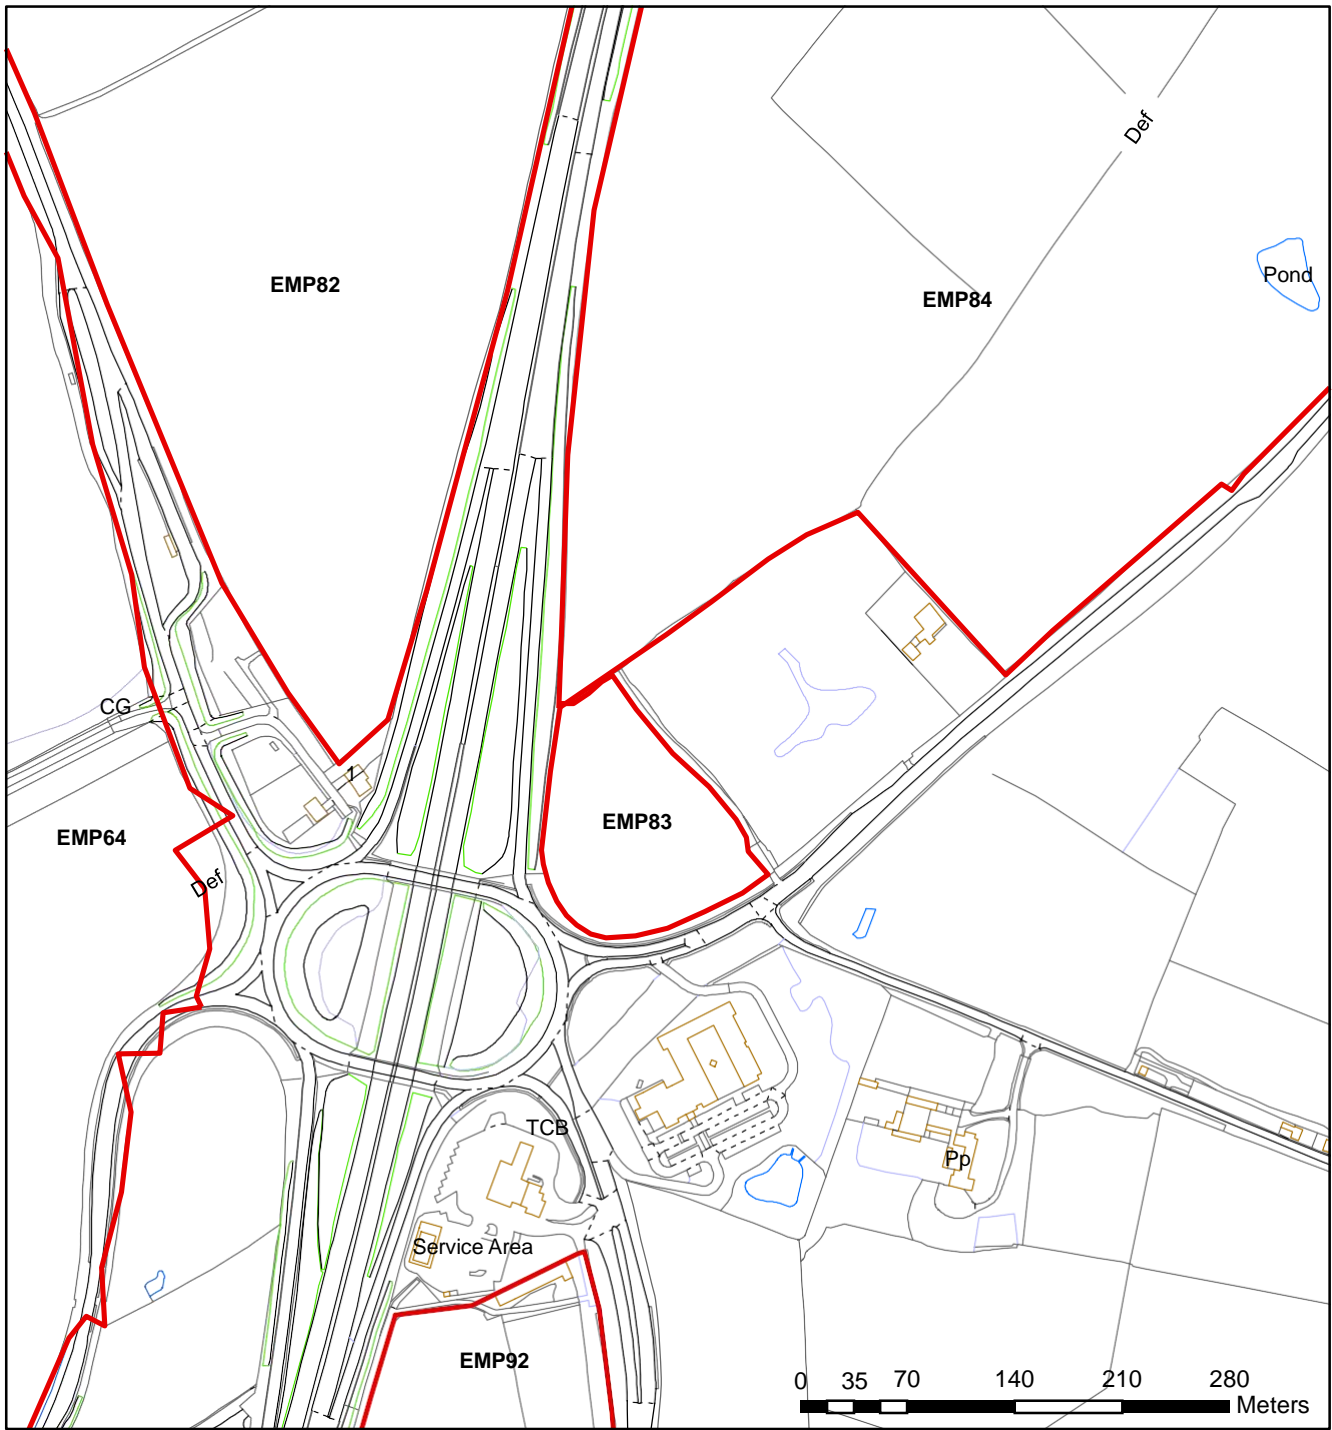 Def
Pond
EMP82
EMP84
CG
1
EMP83
EMP64
Def
TCB
Pp
Service Area
EMP92
0 35 70 140 210 280
Meters